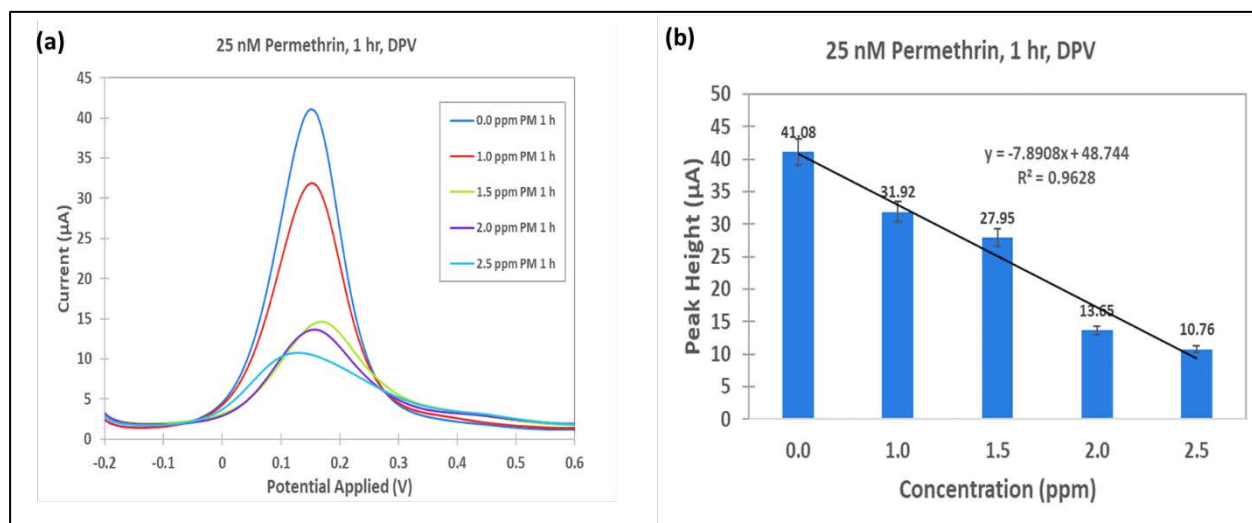 (a)
25 nM Permethrin, 1 hr, DPV
Current (µA)
45
40
35
30
25
20
15
10
5
0
0.0 ppm PM 1 h
1.0 ppm PM 1 h
1.5 ppm PM 1 h
2.0 ppm PM 1 h
2.5 ppm PM 1 h
-0.2 -0.1 0 0.1 0.2 0.3 0.4 0.5 0.6
Potential Applied (V)
(b)
25 nM Permethrin, 1 hr, DPV
Peak Height (µA)
50
45
40
35
30
25
20
15
10
5
0
41.08
31.92
27.95
13.65
10.76
y = -7.8908x + 48.744
R² = 0.9628
0.0 1.0 1.5 2.0 2.5
Concentration (ppm)